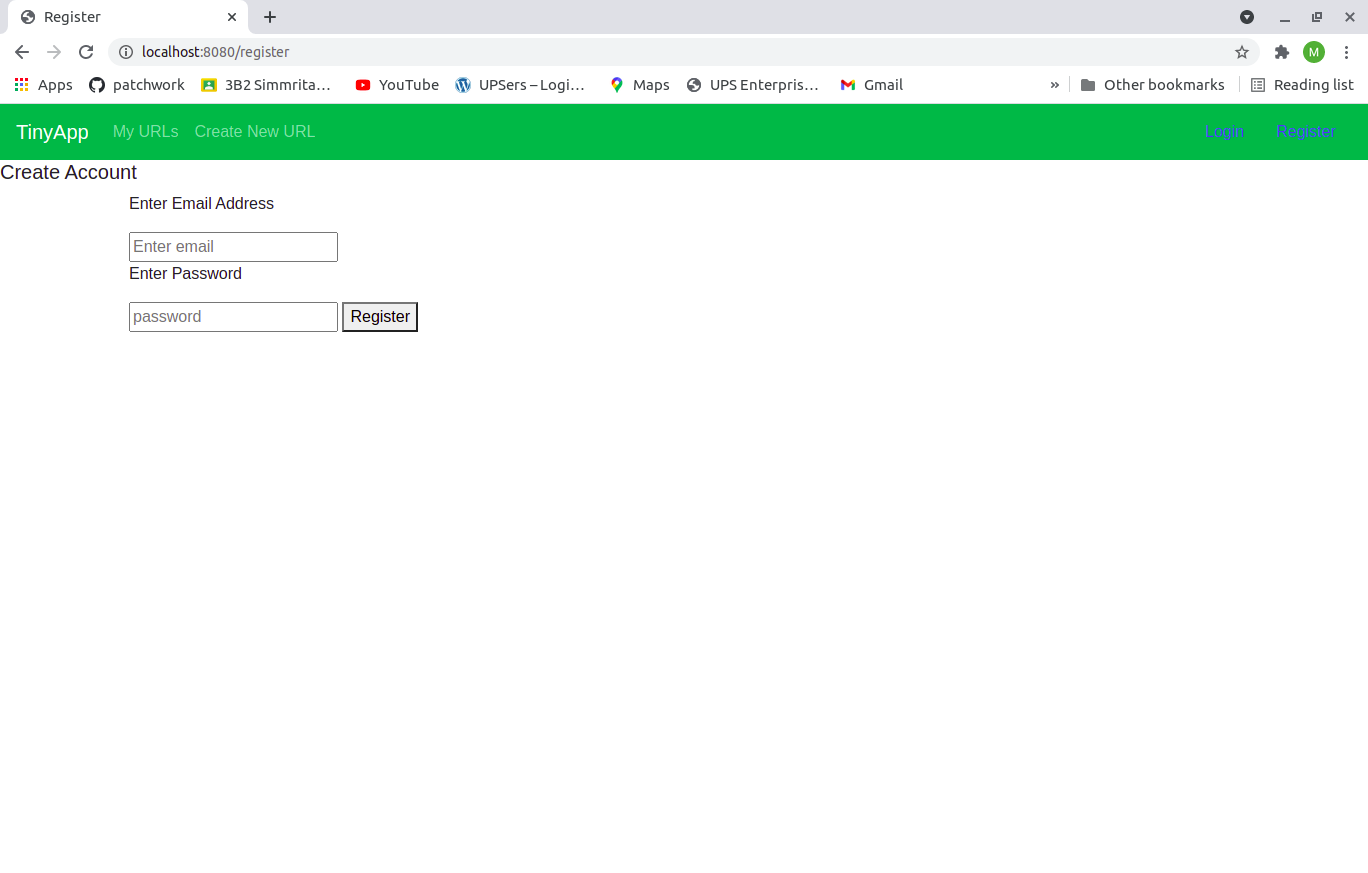 Register
localhost:8080/register
Apps patchwork 3B2 Simmrita… YouTube UPSers – Logi… Maps UPS Enterpris… Gmail » Other bookmarks Reading list
M
TinyApp My URLs Create New URL Login Register
Create Account
Enter Email Address
Enter email
Enter Password
password Register